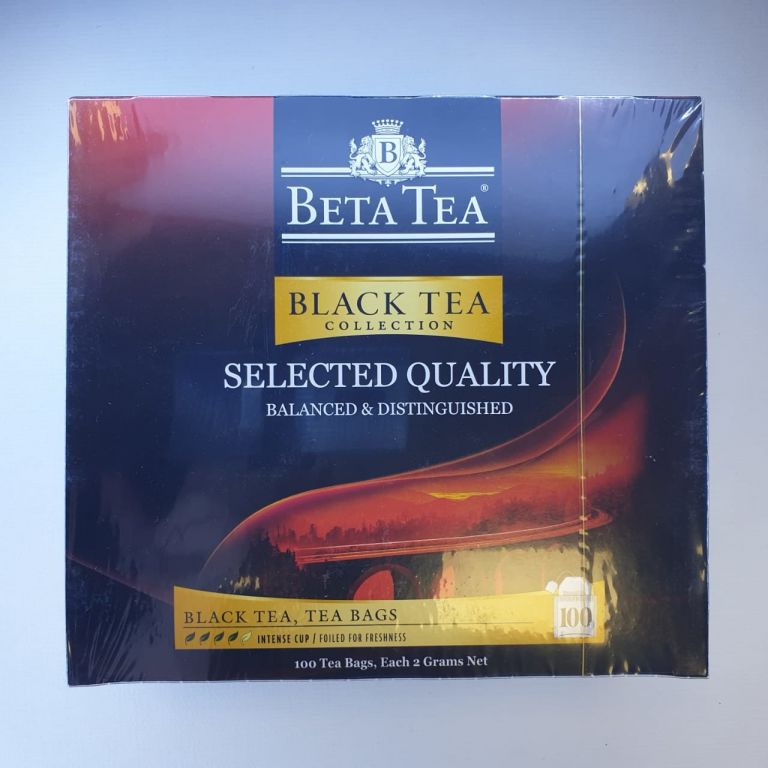 B
BETA TEA®
BLACK TEA
COLLECTION
SELECTED QUALITY
BALANCED & DISTINGUISHED
BLACK TEA, TEA BAGS
100
INTENSE CUP / FOILED FOR FRESHNESS
100 Tea Bags, Each 2 Grams Net